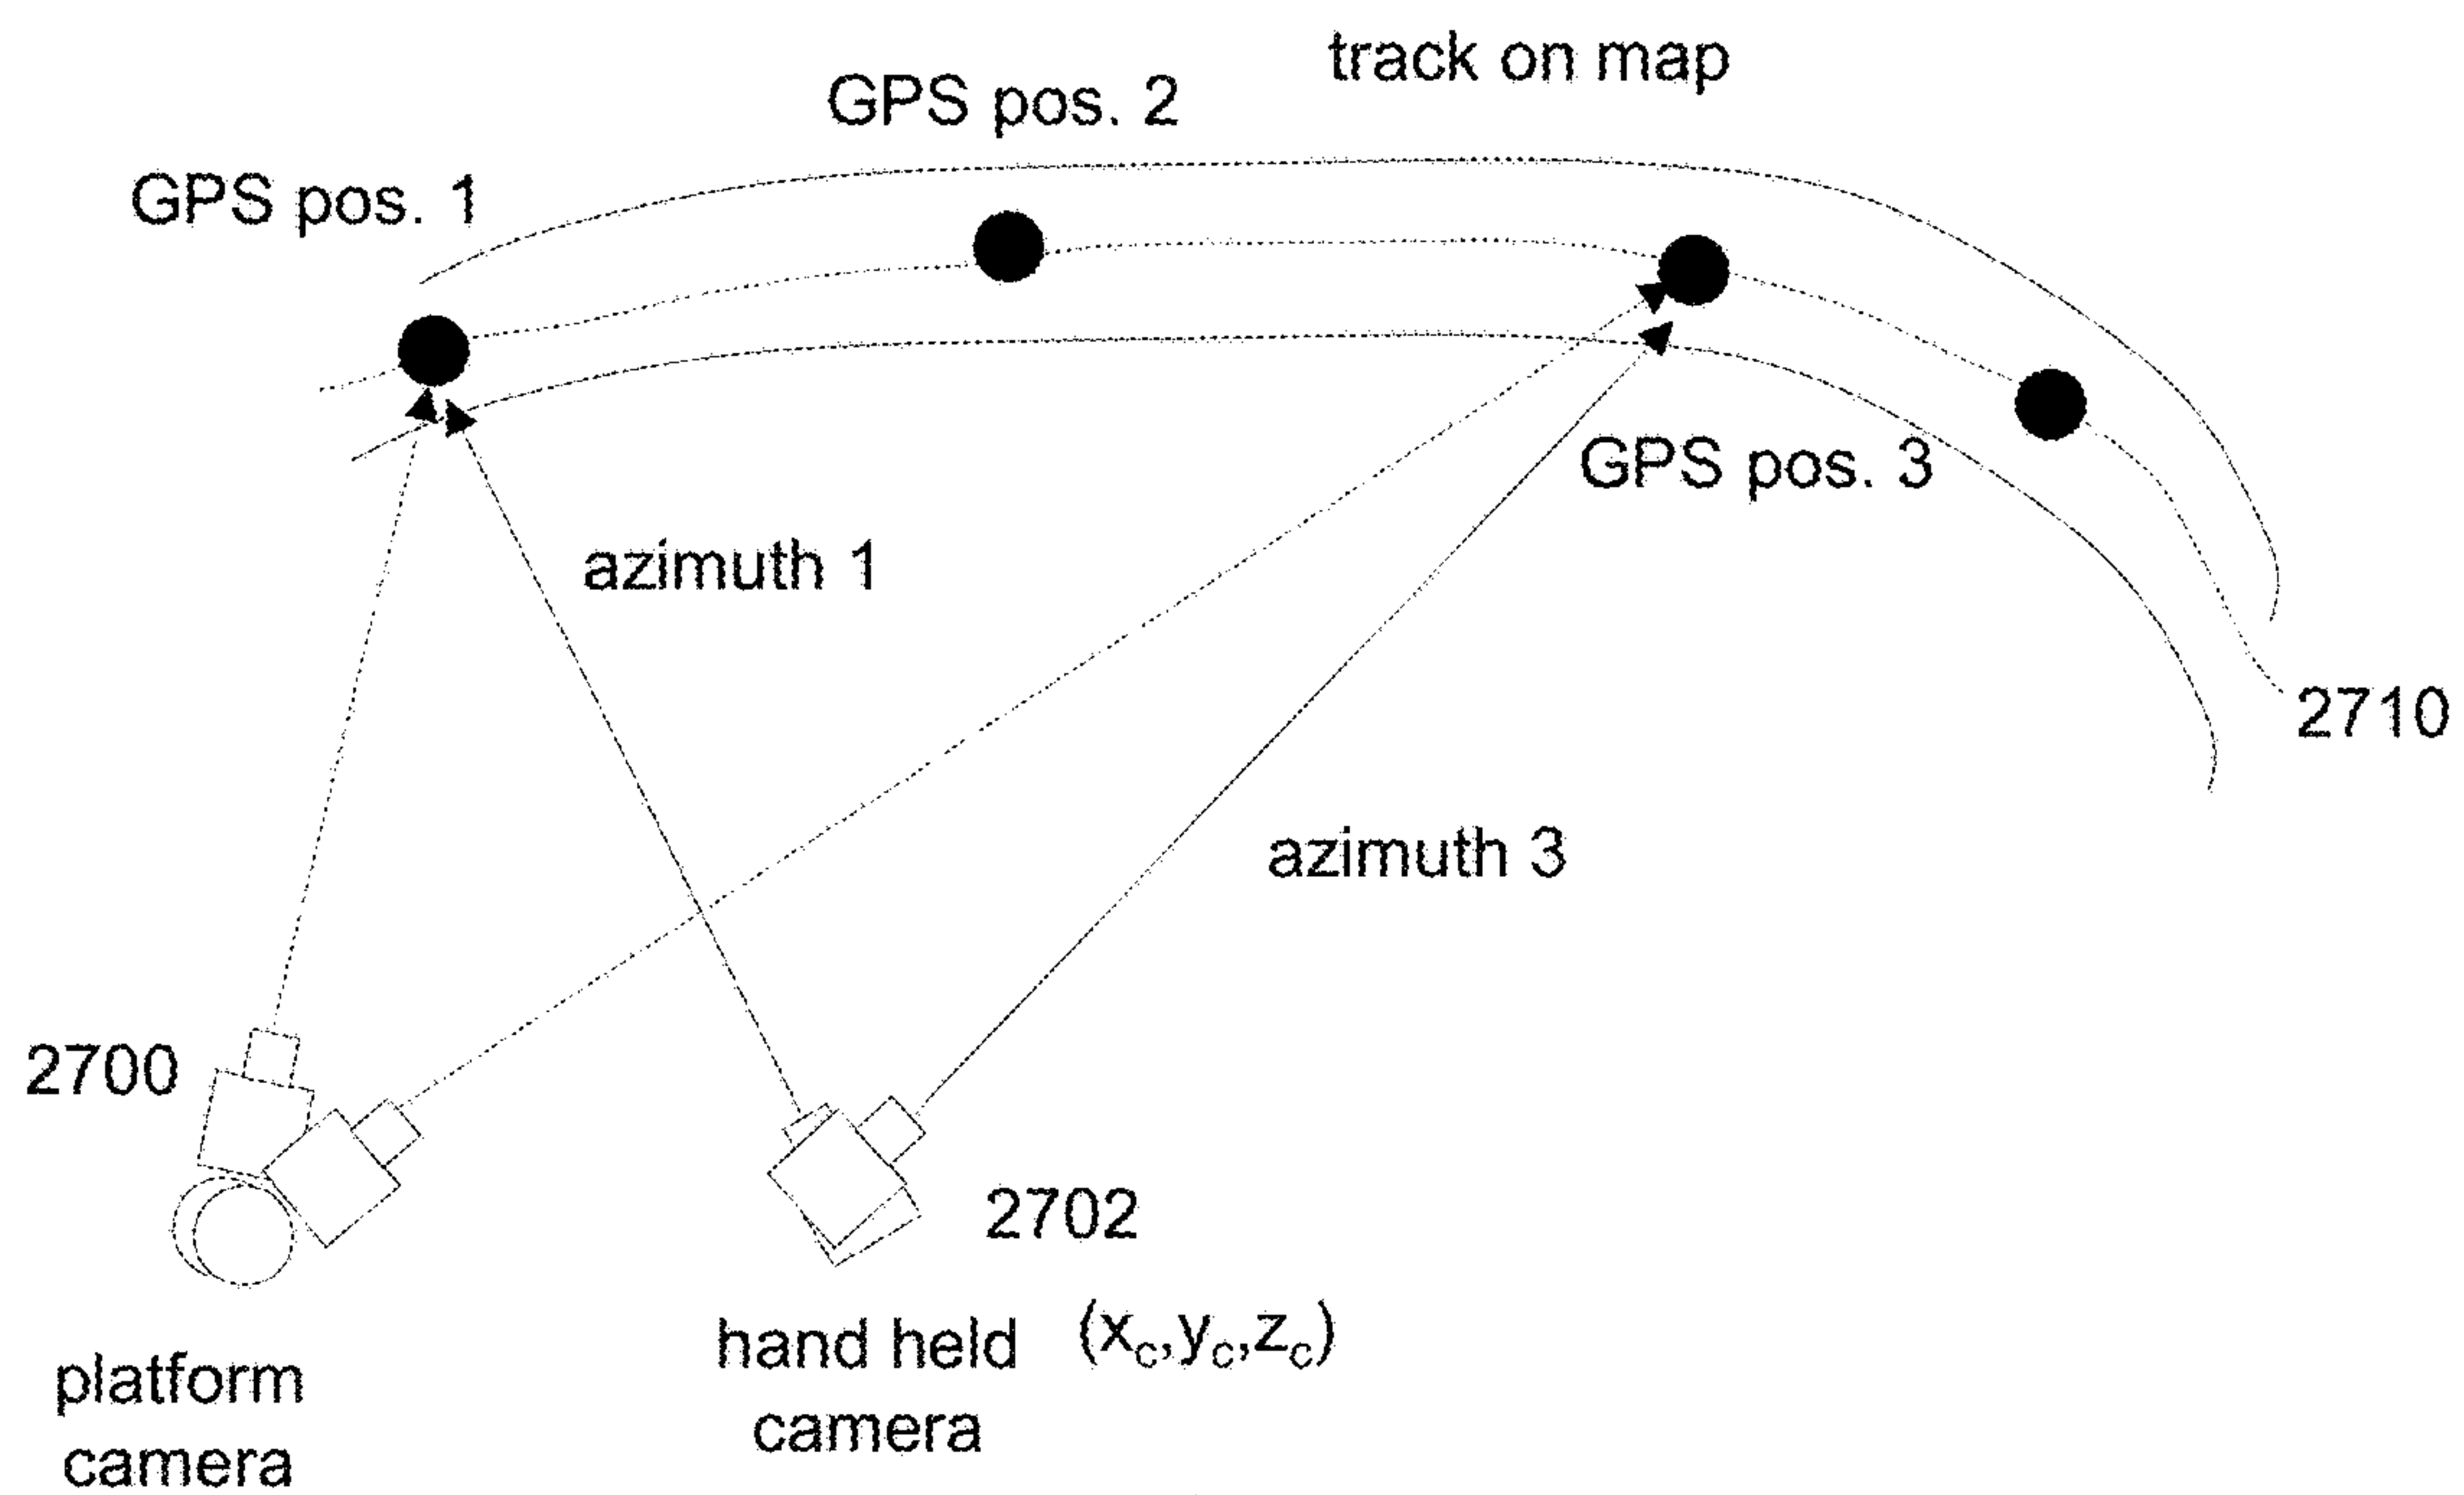 track on map
GPS pos. 2
GPS pos. 1
GPS pos. 3
azimuth 1
2710
azimuth 3
2700
2702
hand held (xc,yc,zc)
camera
platform
camera